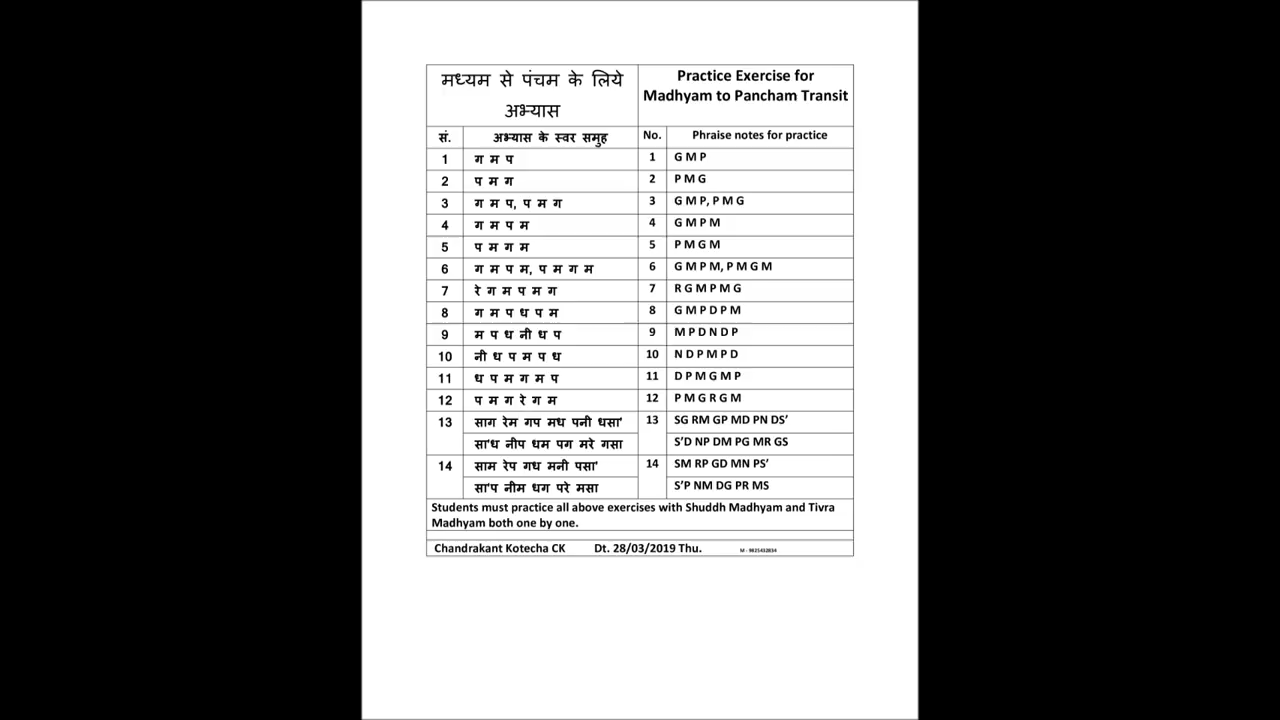 मध्यम से पंचम के लिये
अभ्यास
Practice Exercise for
Madhyam to Pancham Transit
सं. अभ्यास के स्वर समुह No. Phraise notes for practice
1 ग म प 1 G M P
2 प म ग 2 P M G
3 ग म प, प म ग 3 G M P, P M G
4 ग म प म 4 G M P M
5 प म ग म 5 P M G M
6 ग म प म, प म ग म 6 G M P M, P M G M
7 रे ग म प म ग 7 R G M P M G
8 ग म प ध प म 8 G M P D P M
9 म प ध नी ध प 9 M P D N D P
10 नी ध प म प ध 10 N D P M P D
11 ध प म ग म प 11 D P M G M P
12 प म ग रे ग म 12 P M G R G M
13 साग रेम गप मध पनी धसा' 13 SG RM GP MD PN DS’
सा'ध नीप धम पग मरे गसा S’D NP DM PG MR GS
14 साम रेप गध मनी पसा' 14 SM RP GD MN PS’
सा'प नीम धग परे मसा S’P NM DG PR MS
Students must practice all above exercises with Shuddh Madhyam and Tivra
Madhyam both one by one.
Chandrakant Kotecha CK Dt. 28/03/2019 Thu. M - 9825432834